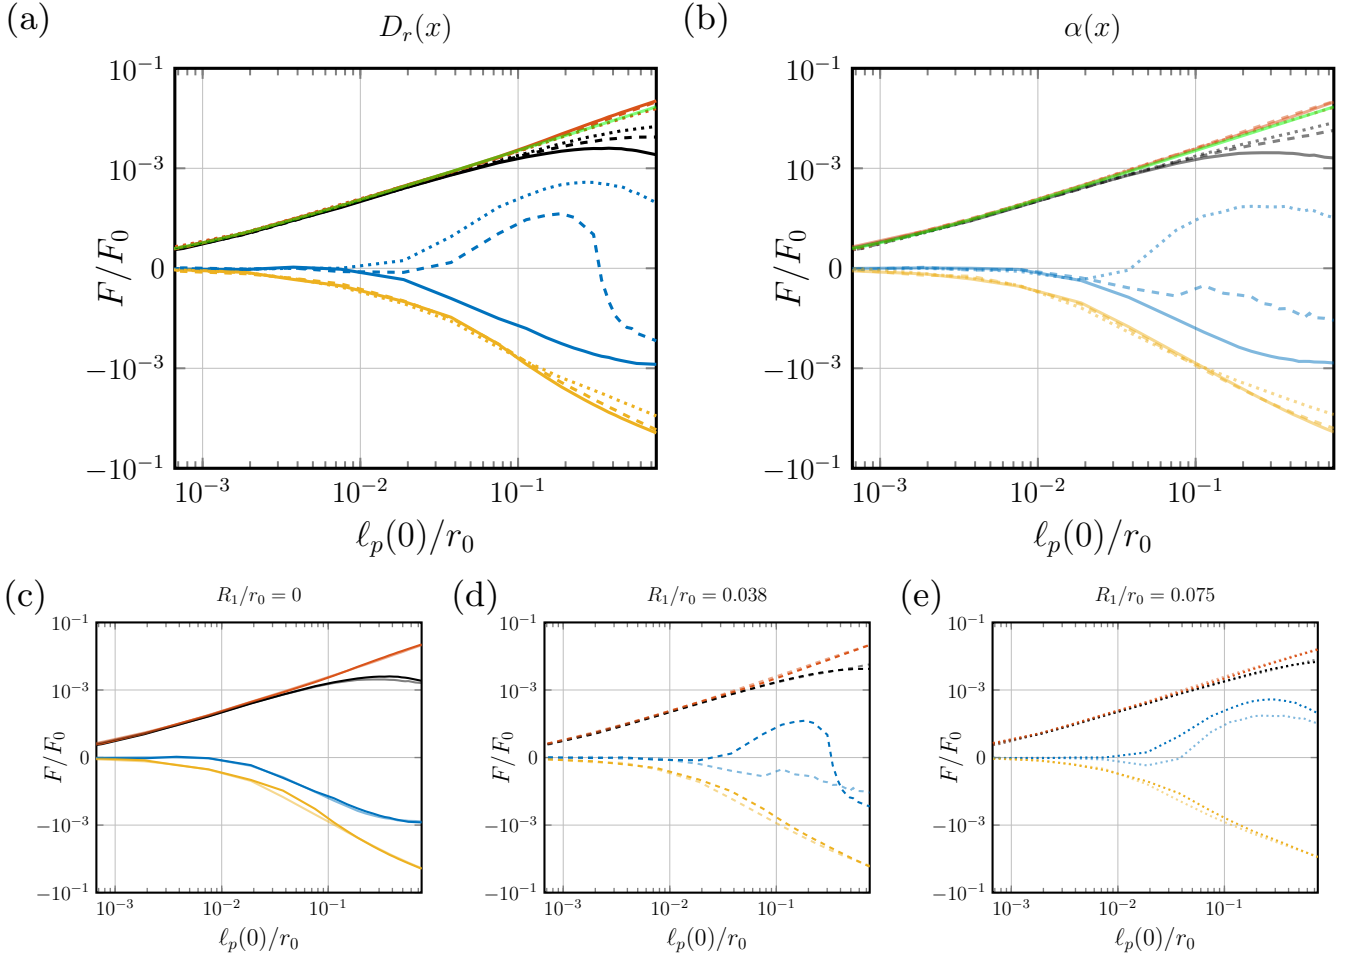 (a)
D_r(x)
(b)
α(x)
10^{-1}
10^{-3}
0
−10^{-3}
−10^{-1}
F/F_0
10^{-3}
10^{-2}
10^{-1}
ℓ_p(0)/r_0
10^{-1}
10^{-3}
0
−10^{-3}
−10^{-1}
F/F_0
10^{-3}
10^{-2}
10^{-1}
ℓ_p(0)/r_0
(c)
R_1/r_0 = 0
10^{-1}
10^{-3}
0
−10^{-3}
−10^{-1}
F/F_0
10^{-3}
10^{-2}
10^{-1}
ℓ_p(0)/r_0
(d)
R_1/r_0 = 0.038
10^{-1}
10^{-3}
0
−10^{-3}
−10^{-1}
F/F_0
10^{-3}
10^{-2}
10^{-1}
ℓ_p(0)/r_0
(e)
R_1/r_0 = 0.075
10^{-1}
10^{-3}
0
−10^{-3}
−10^{-1}
F/F_0
10^{-3}
10^{-2}
10^{-1}
ℓ_p(0)/r_0